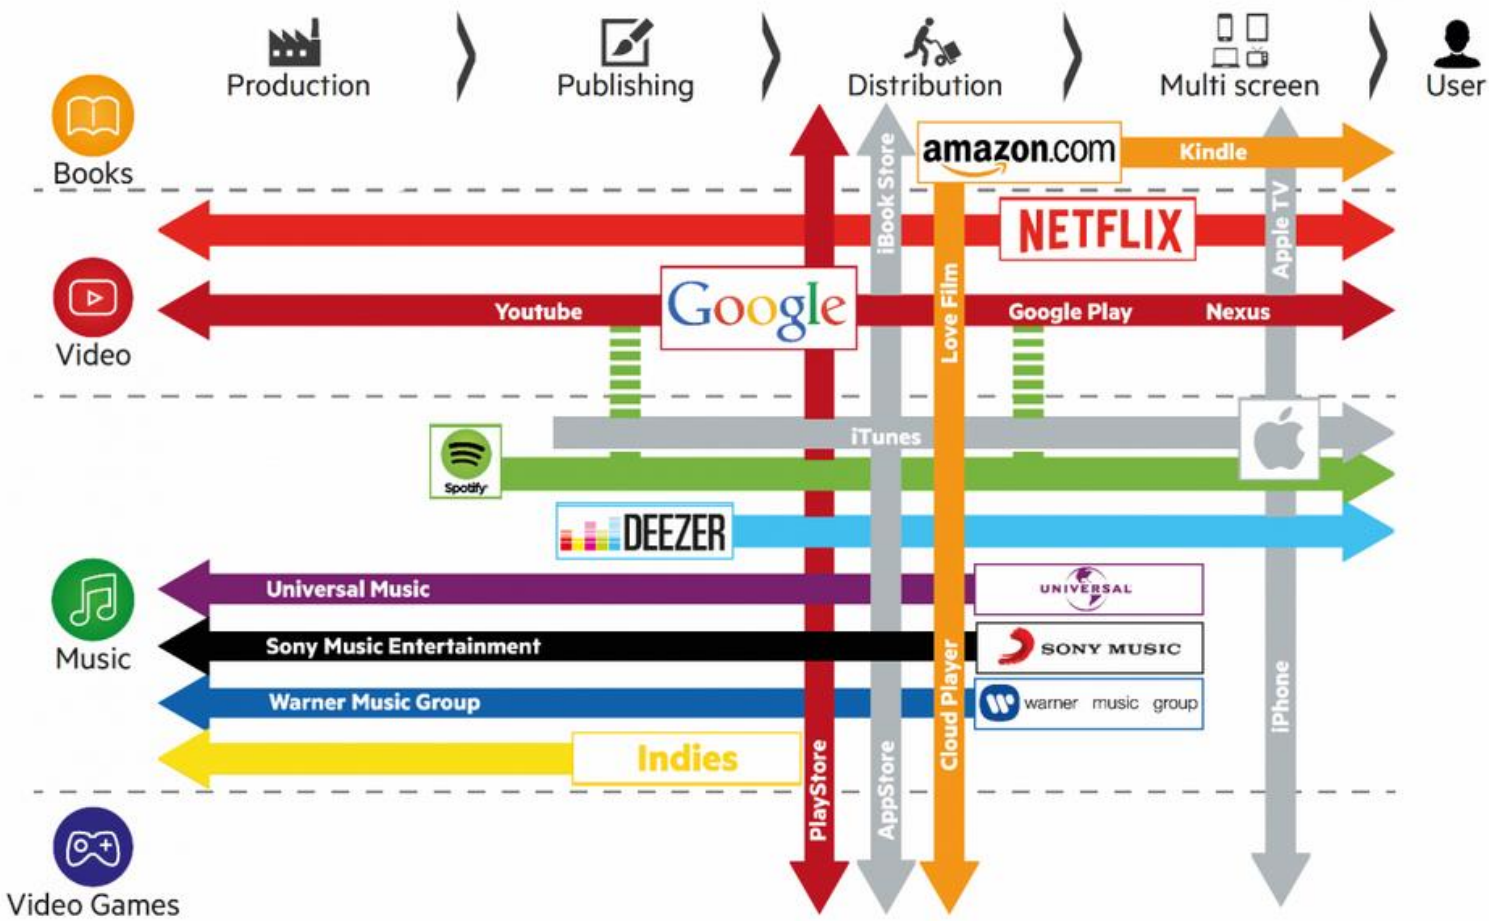 Production
Publishing
Distribution
Multi screen
User
Books
amazon.com
Kindle
iBook Store
Apple TV
NETFLIX
Video
Youtube
Google
Love Film
Google Play
Nexus
iTunes
Spotify
DEEZER
Music
Universal Music
UNIVERSAL
Sony Music Entertainment
SONY MUSIC
Warner Music Group
warner music group
Indies
PlayStore
AppStore
Cloud Player
iPhone
Video Games